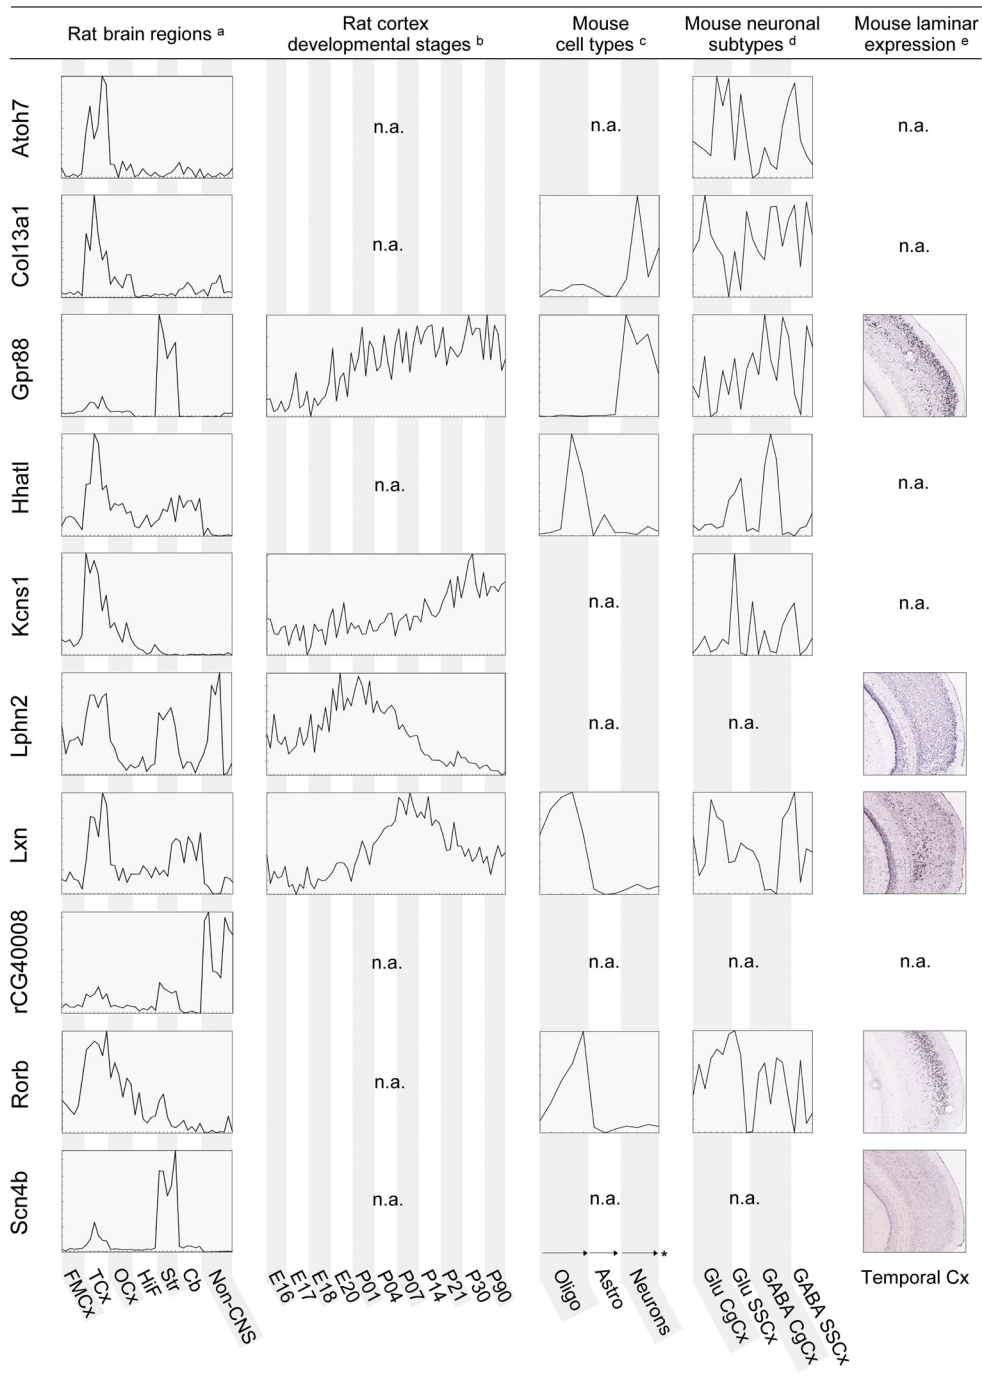 Rat brain regions a
Rat cortex
developmental stages b
Mouse
cell types c
Mouse neuronal
subtypes d
Mouse laminar
expression e
Atoh7
n.a.
n.a.
n.a.
Col13a1
n.a.
n.a.
Gpr88
Hhatl
n.a.
n.a.
Kcns1
n.a.
n.a.
Lphn2
n.a.
n.a.
Lxn
rCG40008
n.a.
n.a.
n.a.
n.a.
Rorb
n.a.
Scn4b
n.a.
n.a.
n.a.
*
FMCx
TCx
OCx
HiF
Str
Cb
Non-CNS
E16
E17
E18
E20
P01
P04
P07
P14
P21
P30
P90
Oligo
Astro
Neurons
Glu CgCx
Glu SSCx
GABA CgCx
GABA SSCx
Temporal Cx